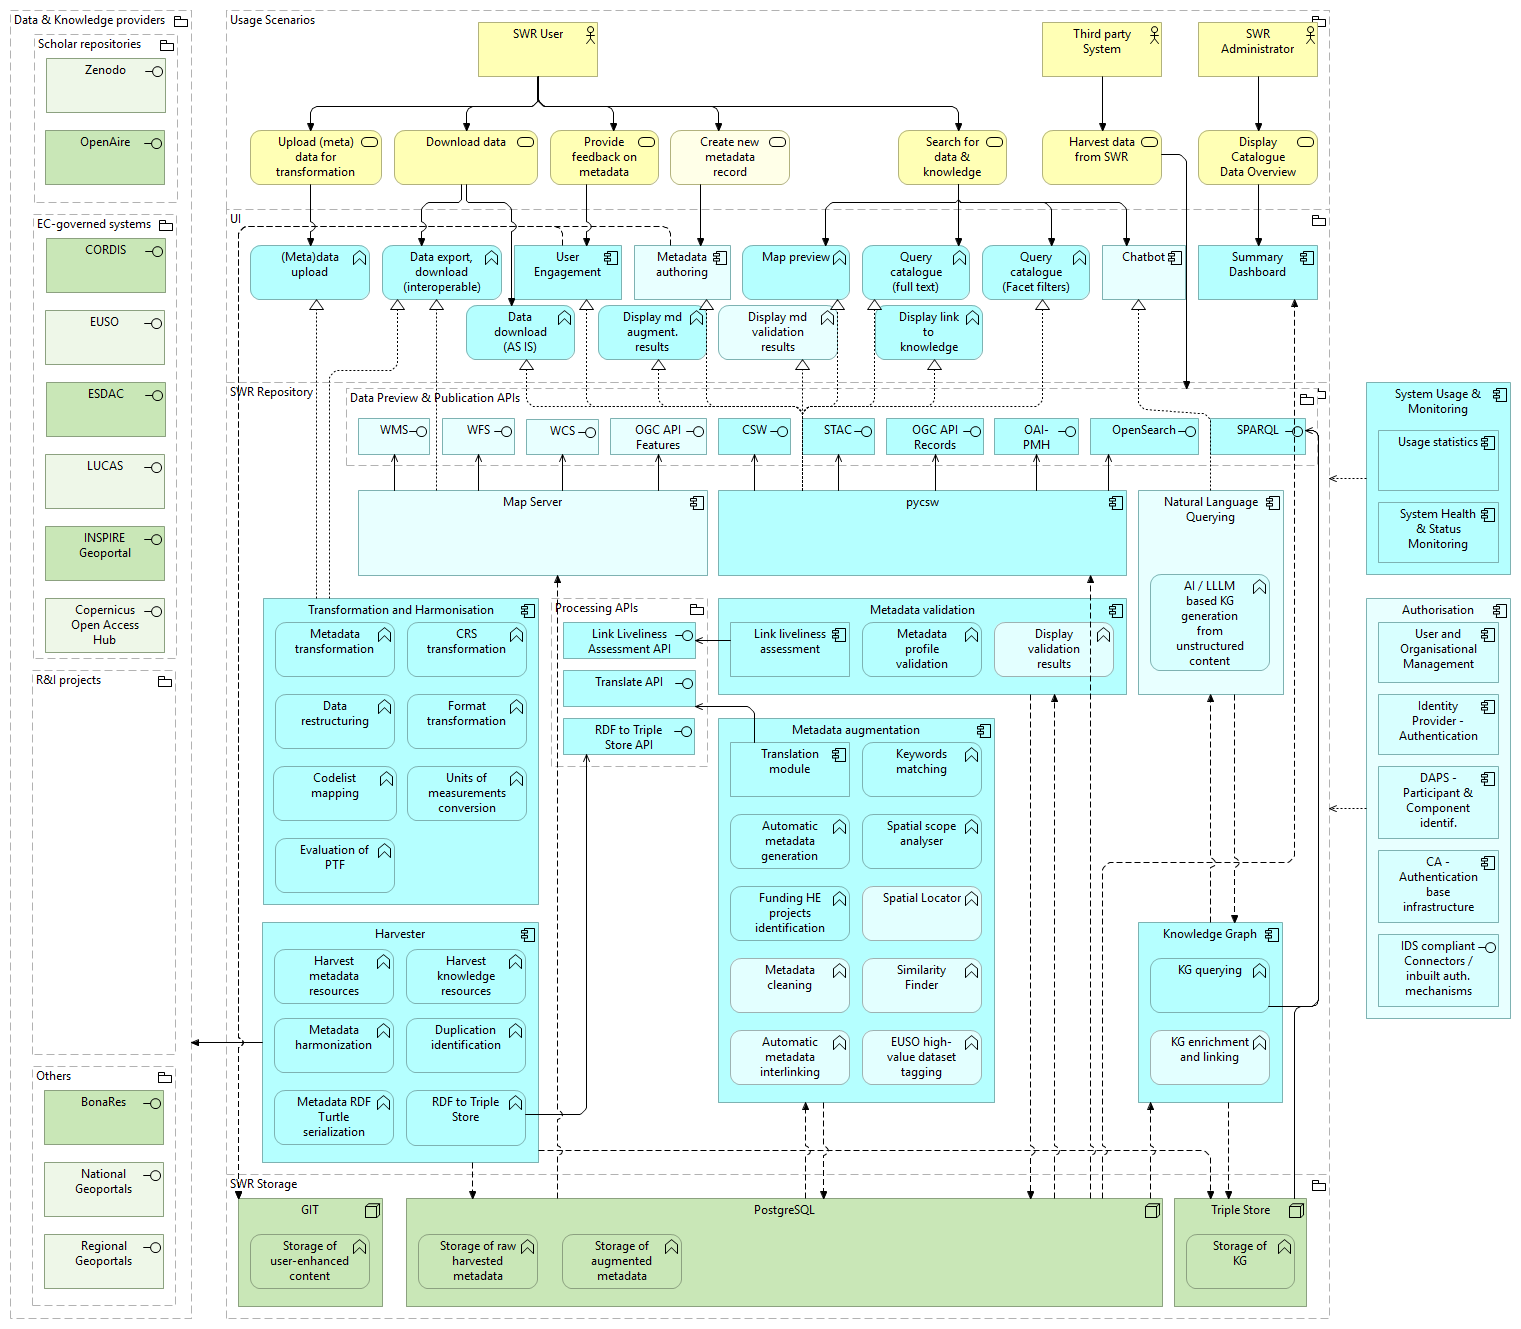 Data & Knowledge providers
Scholar repositories
Zenodo
OpenAire
EC-governed systems
CORDIS
EUSO
ESDAC
LUCAS
INSPIRE
Geoportal
Copernicus
Open Access
Hub
R&I projects
Others
BonaRes
National
Geoportals
Regional
Geoportals
Usage Scenarios
SWR User
Third party
System
SWR
Administrator
Upload (meta)
data for
transformation
Download data
Provide
feedback on
metadata
Create new
metadata
record
Search for
data &
knowledge
Harvest data
from SWR
Display
Catalogue
Data Overview
UI
(Meta)data
upload
Data export,
download
(interoperable)
User
Engagement
Metadata
authoring
Map preview
Query
catalogue
(full text)
Query
catalogue
(Facet filters)
Chatbot
Summary
Dashboard
Data
download
(AS IS)
Display md
augment.
results
Display md
validation
results
Display link
to
knowledge
SWR Repository
Data Preview & Publication APIs
WMS
WFS
WCS
OGC API
Features
CSW
STAC
OGC API
Records
OAI-
PMH
OpenSearch
SPARQL
Map Server
pycsw
Natural Language
Querying
AI / LLLM
based KG
generation
from
unstructured
content
Transformation and Harmonisation
Metadata
transformation
CRS
transformation
Data
restructuring
Format
transformation
Codelist
mapping
Units of
measurements
conversion
Evaluation of
PTF
Processing APIs
Link Liveliness
Assessment API
Translate API
RDF to Triple
Store API
Metadata validation
Link liveliness
assessment
Metadata
profile
validation
Display
validation
results
Metadata augmentation
Translation
module
Keywords
matching
Automatic
metadata
generation
Spatial scope
analyser
Funding HE
projects
identification
Spatial Locator
Metadata
cleaning
Similarity
Finder
Automatic
metadata
interlinking
EUSO high-
value dataset
tagging
Harvester
Harvest
metadata
resources
Harvest
knowledge
resources
Metadata
harmonization
Duplication
identification
Metadata RDF
Turtle
serialization
RDF to Triple
Store
Knowledge Graph
KG querying
KG enrichment
and linking
SWR Storage
GIT
Storage of
user-enhanced
content
PostgreSQL
Storage of raw
harvested
metadata
Storage of
augmented
metadata
Triple Store
Storage of
KG
System Usage &
Monitoring
Usage statistics
System Health
& Status
Monitoring
Authorisation
User and
Organisational
Management
Identity
Provider -
Authentication
DAPS -
Participant &
Component
identif.
CA -
Authentication
base
infrastructure
IDS compliant
Connectors /
inbuilt auth.
mechanisms